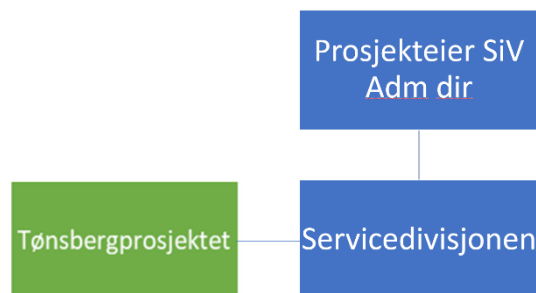 Prosjekteier SiV
Adm dir
Tønsbergprosjektet
Servicedivisjonen